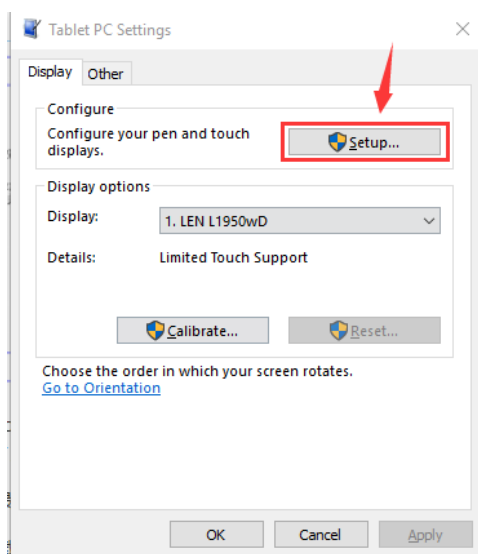 Tablet PC Settings
Display Other
Configure
Configure your pen and touch
displays.
Setup...
Display options
Display: 1. LEN L1950wD
Details: Limited Touch Support
Calibrate... Reset...
Choose the order in which your screen rotates.
Go to Orientation
OK Cancel Apply